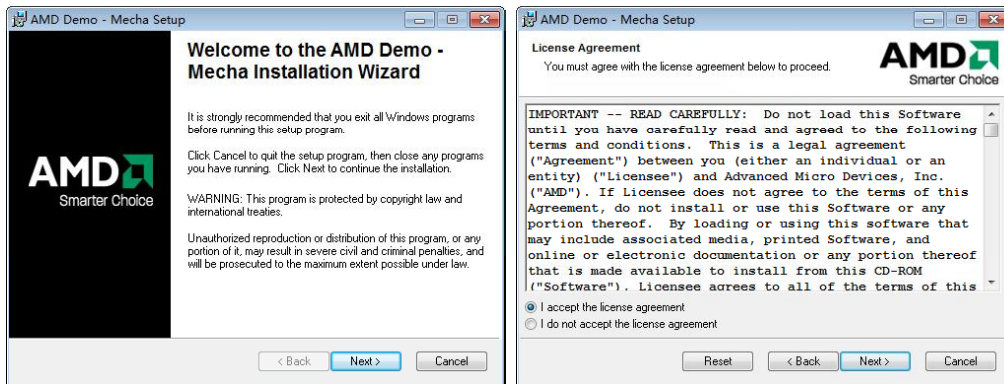 AMD Demo - Mecha Setup
Welcome to the AMD Demo -
Mecha Installation Wizard
It is strongly recommended that you exit all Windows programs
before running this setup program.
Click Cancel to quit the setup program, then close any programs
you have running. Click Next to continue the installation.
WARNING: This program is protected by copyright law and
international treaties.
Unauthorized reproduction or distribution of this program, or any
portion of it, may result in severe civil and criminal penalties, and
will be prosecuted to the maximum extent possible under law.
AMD
Smarter Choice
< Back
Next >
Cancel
AMD Demo - Mecha Setup
License Agreement
You must agree with the license agreement below to proceed.
AMD
Smarter Choice
IMPORTANT -- READ CAREFULLY: Do not load this Software
until you have carefully read and agreed to the following
terms and conditions. This is a legal agreement
("Agreement") between you (either an individual or an
entity) ("Licensee") and Advanced Micro Devices, Inc.
("AMD"). If Licensee does not agree to the terms of this
Agreement, do not install or use this Software or any
portion thereof. By loading or using this software that
may include associated media, printed Software, and
online or electronic documentation or any portion thereof
that is made available to install from this CD-ROM
("Software"). Licensee agrees to all of the terms of this
I accept the license agreement
I do not accept the license agreement
Reset
< Back
Next >
Cancel